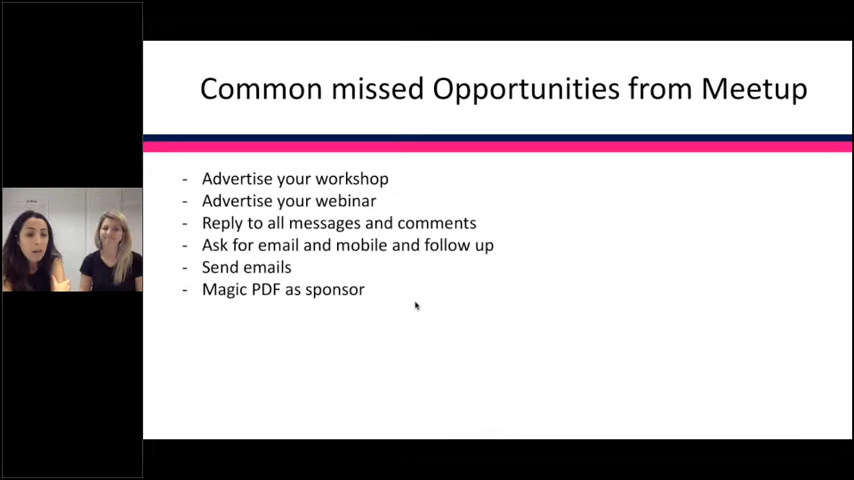 Common missed Opportunities from Meetup
- Advertise your workshop
- Advertise your webinar
- Reply to all messages and comments
- Ask for email and mobile and follow up
- Send emails
- Magic PDF as sponsor